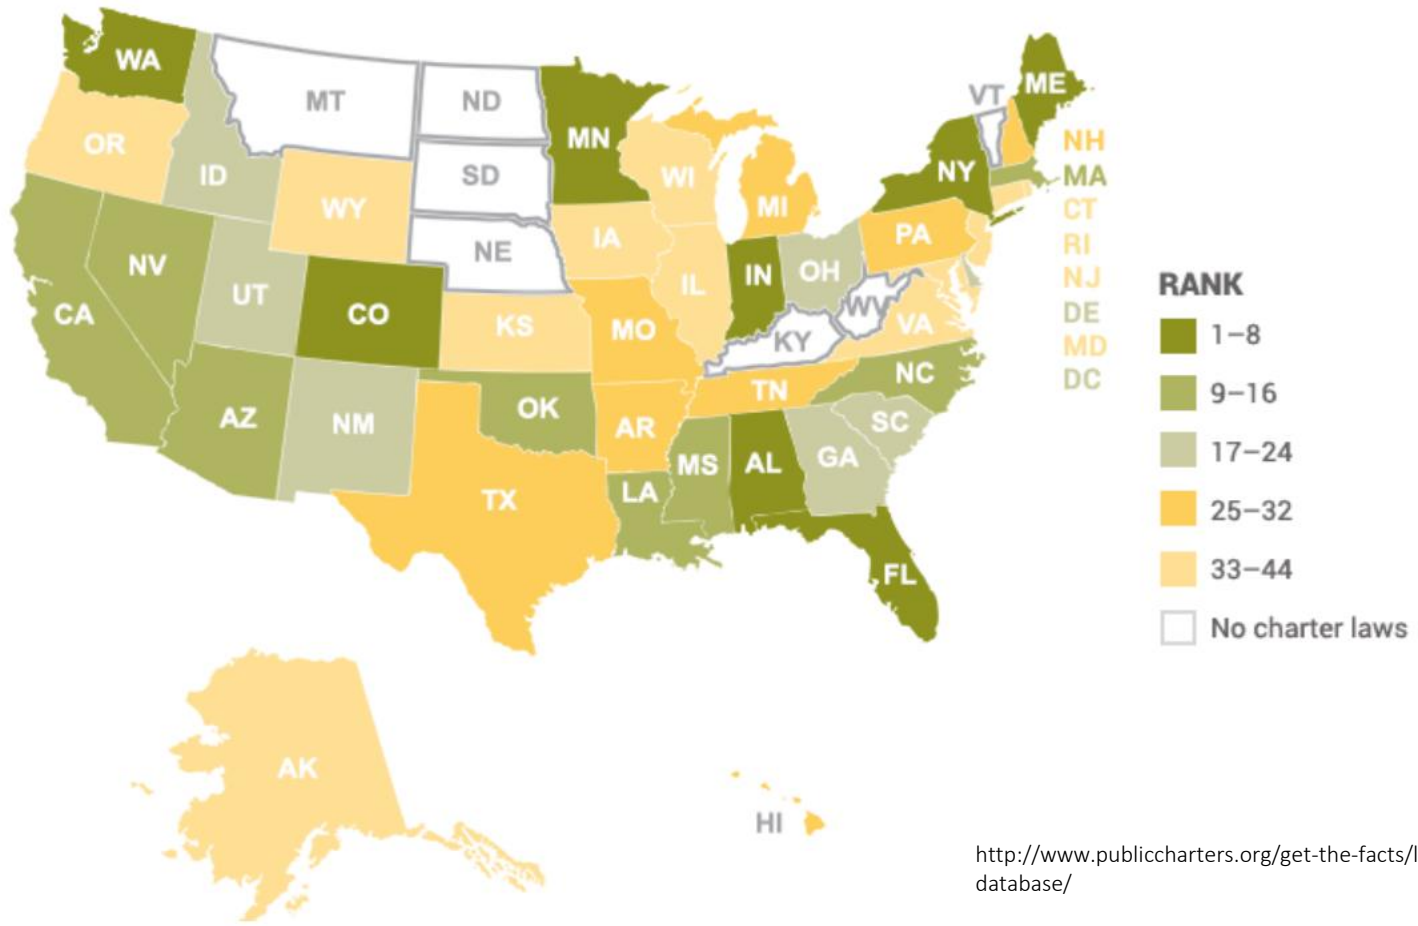 WA
MT
ND
MN
ME
VT
OR
ID
SD
WI
NY
NH
MA
WY
MI
CT
NE
IA
PA
RI
NV
UT
IL
IN
OH
NJ
CA
CO
KS
MO
WV
VA
DE
KY
MD
AZ
NM
OK
AR
TN
NC
DC
TX
LA
MS
AL
GA
SC
FL
AK
HI
RANK
1–8
9–16
17–24
25–32
33–44
No charter laws
http://www.publiccharters.org/get-the-facts/l
database/